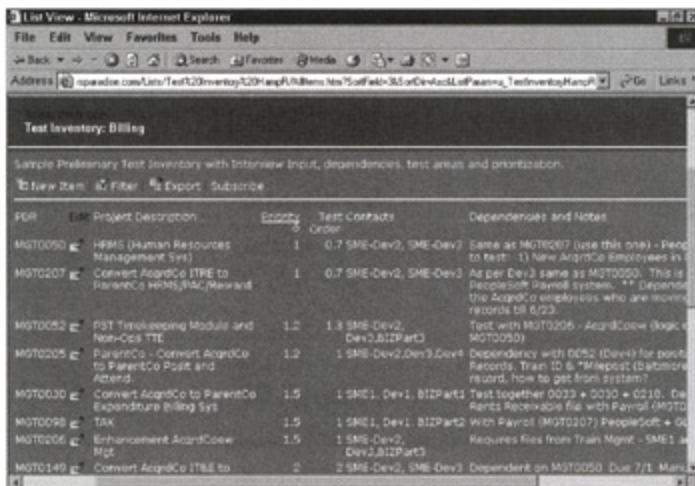 List View - Microsoft Internet Explorer
File Edit View Favorites Tools Help
Back Search Favorites Media
Address Go Links
Test Inventory: Billing
Sample Preliminary Test Inventory with Interview Input, dependencies, test areas and prioritization.
New Item Filter Export Subscribe
PDR Edit Project Description Priority Test Order Contacts Dependencies and Notes
MGT0050 HRMS (Human Resources Management Sys) 1 0.7 SME-Dev2, SME-Dev3 Same as MGT0207 (use this one) - Peop
to test: 1) New AcqrdCo Employees in
MGT0207 Convert AcqrdCo ITRE to ParentCo HRMS/PAC/Reward 1 0.7 SME-Dev2, SME-Dev3 As per Dev3 same as MGT0050. This is
PeopleSoft Payroll system. ** Depend
the AcqrdCo employees who are movin
records till 6/23.
MGT0052 PST Timekeeping Module and Non-Ops TTE 1.2 1.3 SME-Dev2, Dev3,BIZPart3 Test with MGT0206 - AcqrdCoew (logic
MGT0050)
MGT0205 ParentCo - Convert AcqrdCo to ParentCo Posit and Attend. 1.2 1 SME-Dev2,Dev3,Dev4 Dependency with 0052 (Dev4) for posit
Records. Train ID & "Milepost (Baltimore
record, how to get from system?
MGT0030 Convert AcqrdCo to ParentCo Expenditure Billing Sys 1.5 1 SME1, Dev1, BIZPart1 Test together 0033 + 0030 + 0210. De
Rents Receivable file with Payroll (MGT0
MGT0098 TAX 1.5 1 SME1, Dev1, BIZPart2 With Payroll (MGT0207) PeopleSoft + GL
MGT0206 Enhancement AcqrdCoew Mgt 1.5 1 SME-Dev2, Dev3,BIZPart3 Requires files from Train Mgmt - SME1
MGT0149 Convert AcqrdCo IT&E to 2 2 SME-Dev2, SME-Dev3 Dependent on MGT0050 Due 7/1